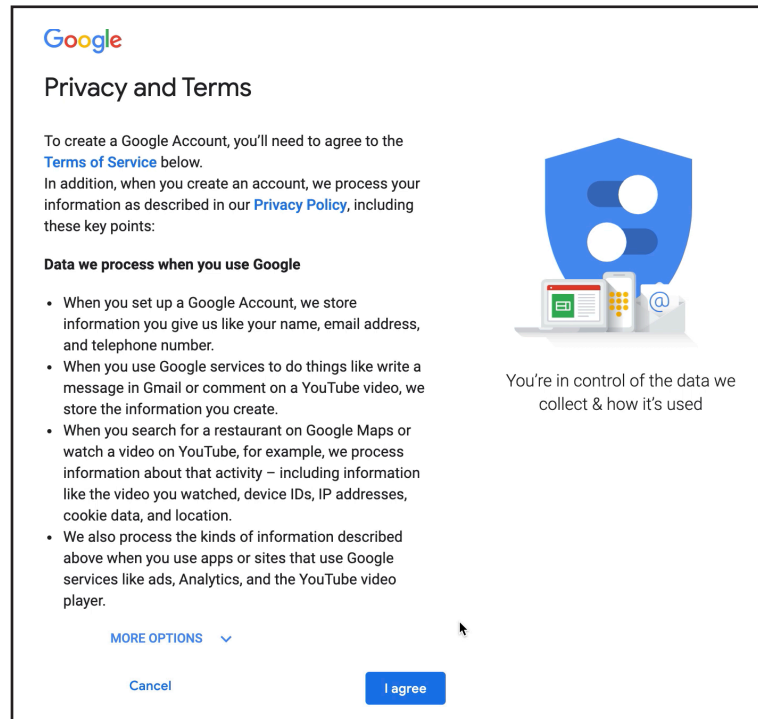 Google
Privacy and Terms
To create a Google Account, you'll need to agree to the
Terms of Service below.
In addition, when you create an account, we process your
information as described in our Privacy Policy, including
these key points:
Data we process when you use Google
• When you set up a Google Account, we store
information you give us like your name, email address,
and telephone number.
• When you use Google services to do things like write a
message in Gmail or comment on a YouTube video, we
store the information you create.
• When you search for a restaurant on Google Maps or
watch a video on YouTube, for example, we process
information about that activity – including information
like the video you watched, device IDs, IP addresses,
cookie data, and location.
• We also process the kinds of information described
above when you use apps or sites that use Google
services like ads, Analytics, and the YouTube video
player.
MORE OPTIONS
Cancel
I agree
@
You're in control of the data we
collect & how it's used